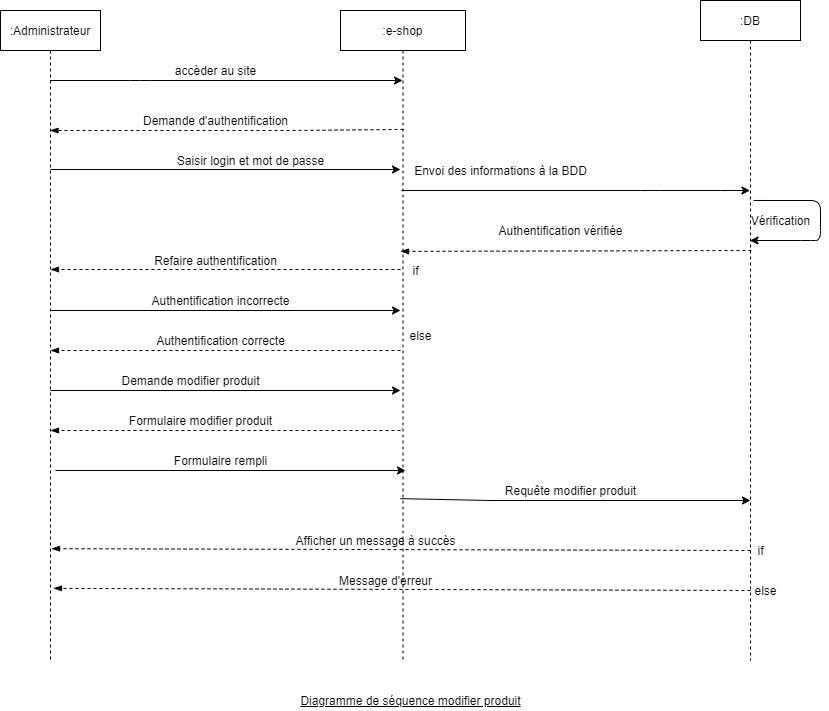 :Administrateur
:e-shop
:DB
accèder au site
Demande d'authentification
Saisir login et mot de passe
Envoi des informations à la BDD
Vérification
Authentification vérifiée
Refaire authentification
if
Authentification incorrecte
else
Authentification correcte
Demande modifier produit
Formulaire modifier produit
Formulaire rempli
Requête modifier produit
Afficher un message à succès
if
Message d'erreur
else
Diagramme de séquence modifier produit